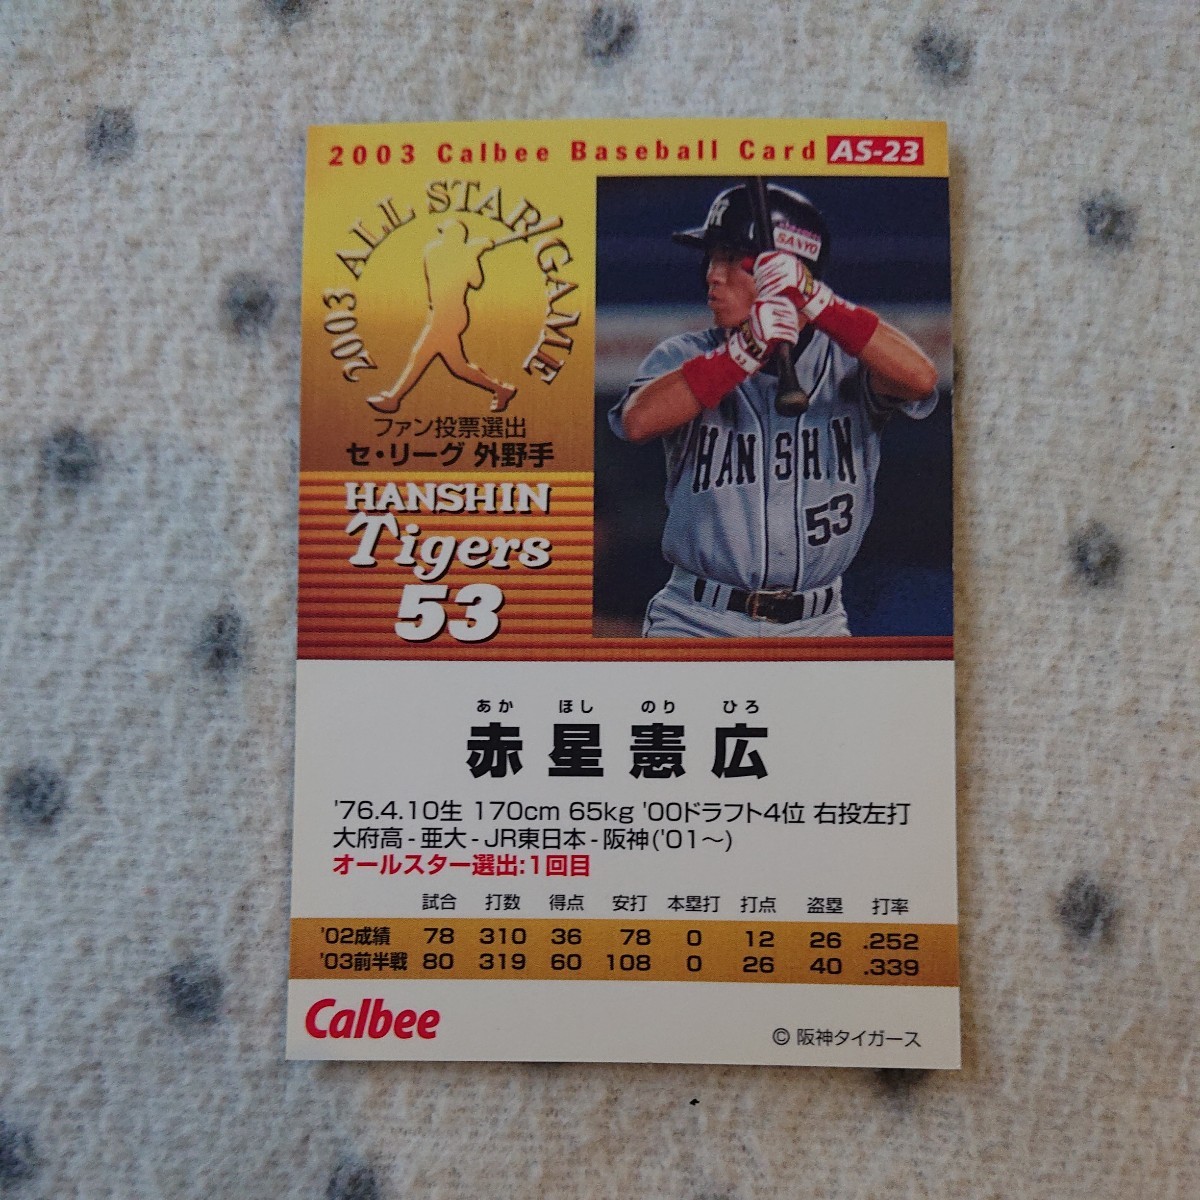 2003 Calbee Baseball Card AS-23
2003 ALL STAR GAME
ファン投票選出
セ・リーグ 外野手
HANSHIN
Tigers
53
SANYO
HANSHIN
53
あか ほし のり ひろ
赤星憲広
'76.4.10生 170cm 65kg '00ドラフト4位 右投左打
大府高-亜大-JR東日本-阪神('01〜)
オールスター選出:1回目
試合 打数 得点 安打 本塁打 打点 盗塁 打率
'02成績 78 310 36 78 0 12 26 .252
'03前半戦 80 319 60 108 0 26 40 .339
Calbee
© 阪神タイガース